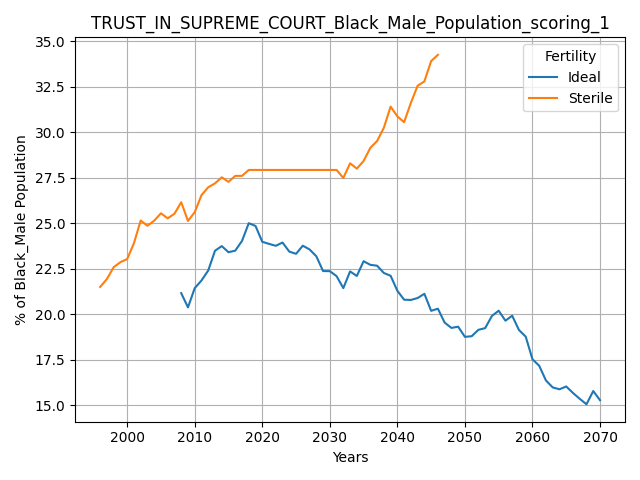 TRUST_IN_SUPREME_COURT_Black_Male_Population_scoring_1
35.0
32.5
30.0
27.5
25.0
22.5
20.0
17.5
15.0
% of Black_Male Population
Fertility
Ideal
Sterile
2000 2010 2020 2030 2040 2050 2060 2070
Years